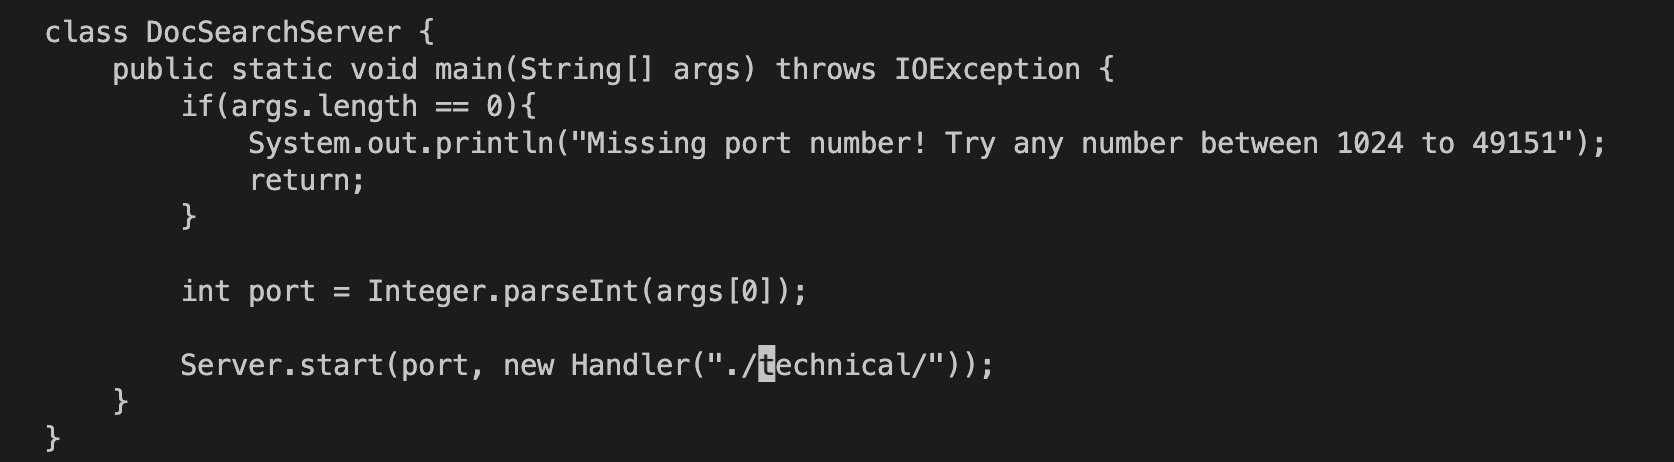 class DocSearchServer {
    public static void main(String[] args) throws IOException {
        if(args.length == 0){
            System.out.println("Missing port number! Try any number between 1024 to 49151");
            return;
        }

        int port = Integer.parseInt(args[0]);

        Server.start(port, new Handler("./technical/"));
    }
}